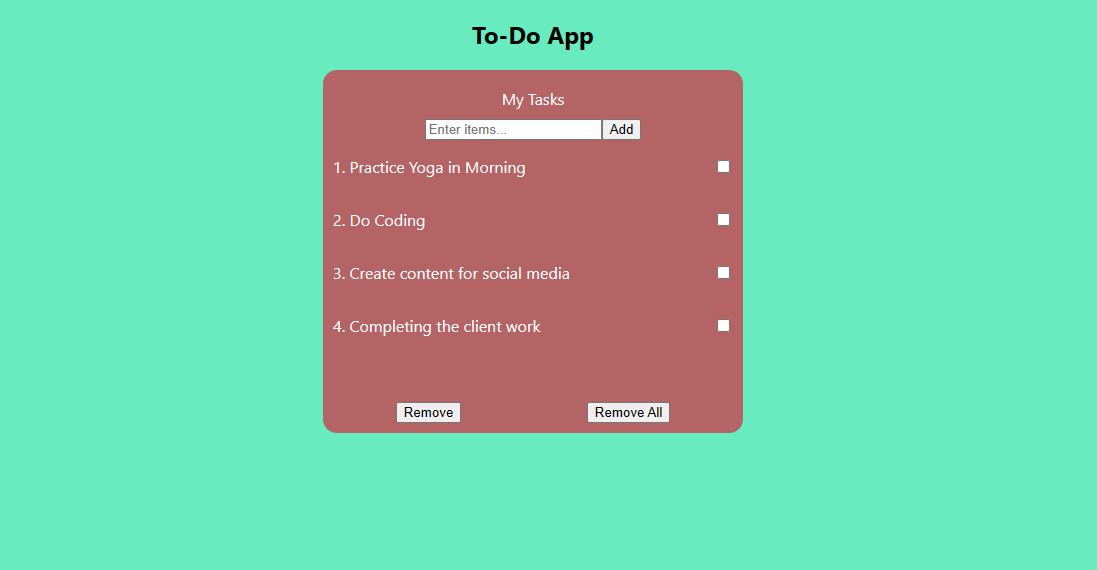 To-Do App
My Tasks
Enter items... Add
1. Practice Yoga in Morning
2. Do Coding
3. Create content for social media
4. Completing the client work
Remove Remove All